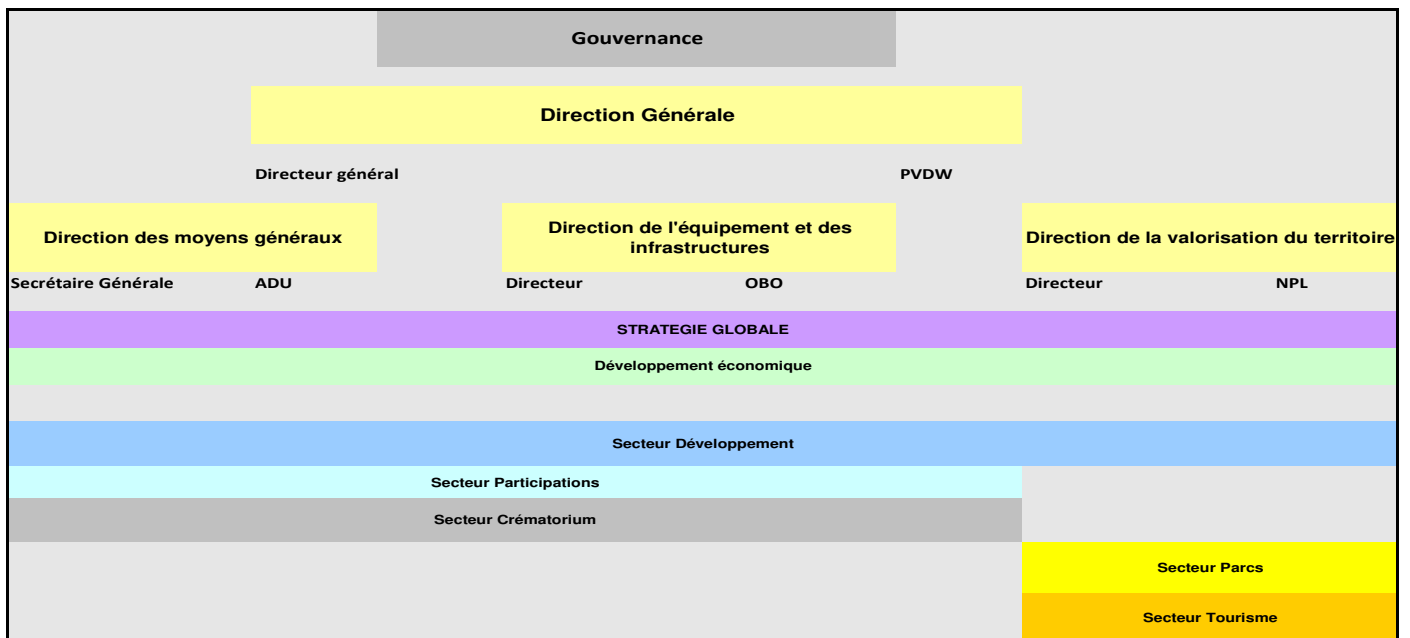 Gouvernance
Direction Générale
Directeur général PVDW
Direction des moyens généraux
Direction de l'équipement et des
infrastructures
Direction de la valorisation du territoire
Secrétaire Générale ADU Directeur OBO Directeur NPL
STRATEGIE GLOBALE
Développement économique
Secteur Développement
Secteur Participations
Secteur Crématorium
Secteur Parcs
Secteur Tourisme